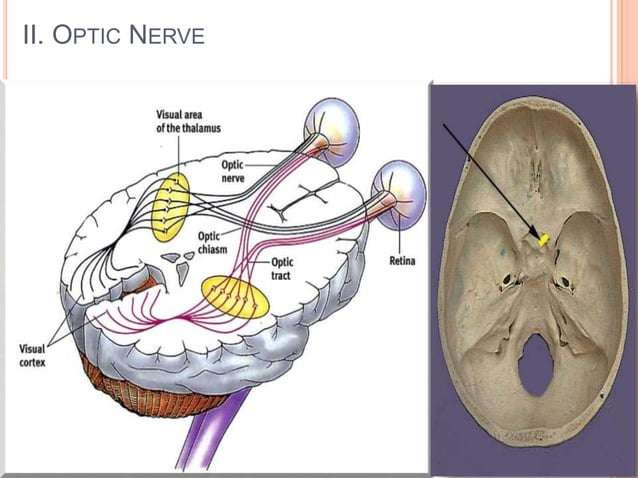 II. OPTIC NERVE
Visual area
of the thalamus
Optic
nerve
Optic
chiasm
Optic
tract
Retina
Visual
cortex